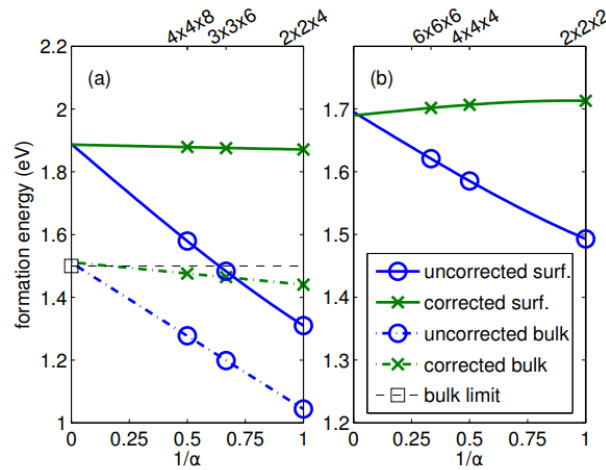 4x4x8
3x3x6
2x2x4
6x6x6
4x4x4
2x2x2
2.2
2
1.8
1.6
1.4
1.2
1
formation energy (eV)
(a)
0
0.25
0.5
0.75
1
1/α
1.7
1.6
1.5
1.4
1.3
1.2
(b)
uncorrected surf.
corrected surf.
uncorrected bulk
corrected bulk
bulk limit
0
0.25
0.5
0.75
1
1/α